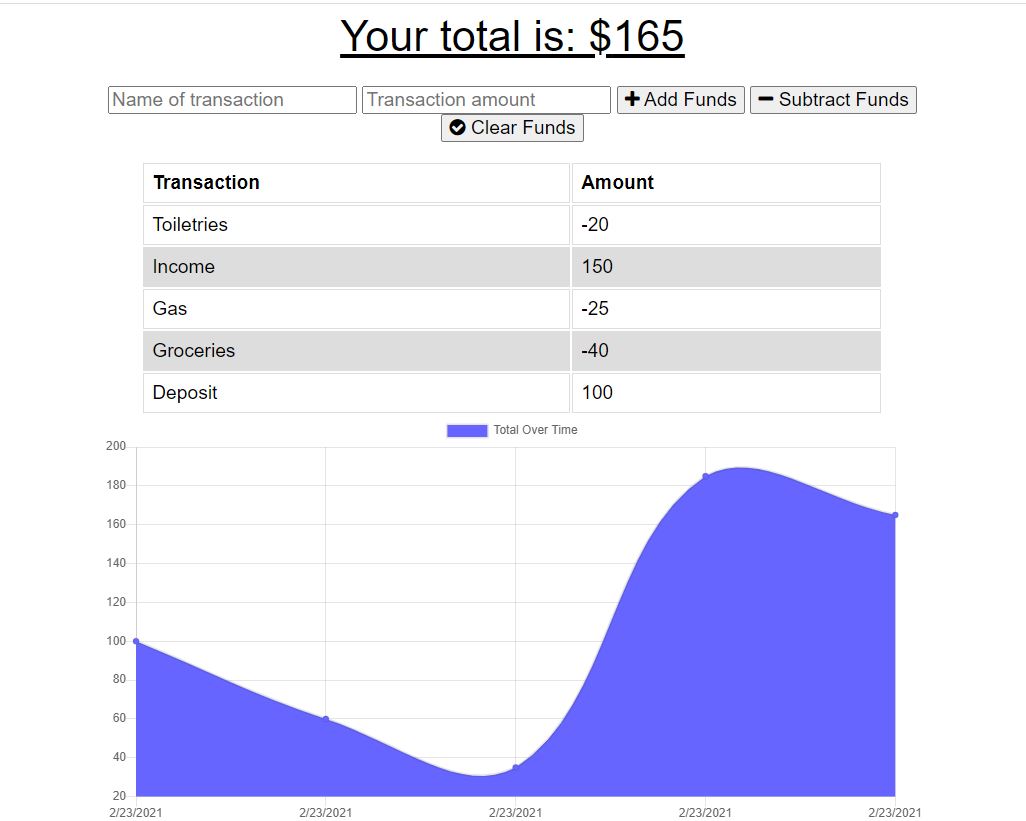 Your total is: $165
Name of transaction Transaction amount Add Funds Subtract Funds
Clear Funds
Transaction Amount
Toiletries -20
Income 150
Gas -25
Groceries -40
Deposit 100
Total Over Time
200
180
160
140
120
100
80
60
40
20
2/23/2021 2/23/2021 2/23/2021 2/23/2021 2/23/2021